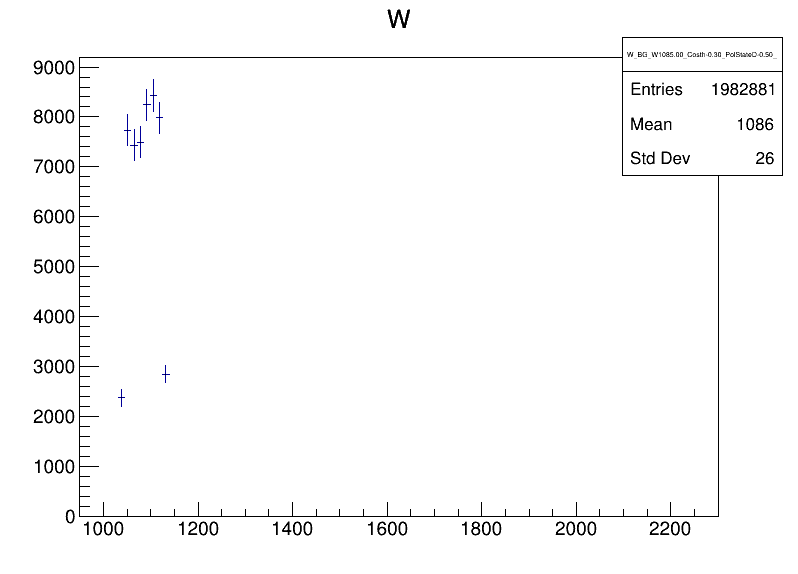 W
W_BG_W1085.00_Costh-0.30_PolStateD-0.50_
Entries 1982881
Mean 1086
Std Dev 26
9000
8000
7000
6000
5000
4000
3000
2000
1000
0
1000 1200 1400 1600 1800 2000 2200